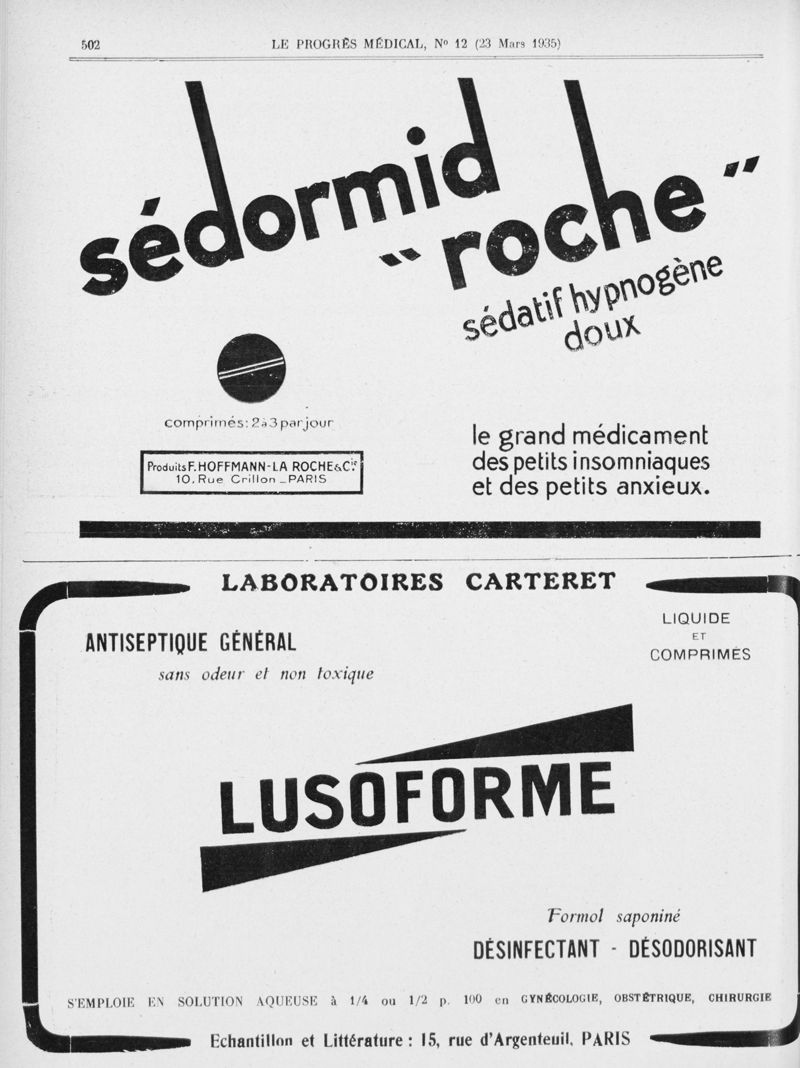 502
LE PROGRÈS MÉDICAL, No 12 (23 Mars 1935)
sédormid
"roche"
sédatif hypnogène
doux
comprimés: 2 à 3 par jour
Produits F. HOFFMANN-LA ROCHE & Cie
10, Rue Crillon _ PARIS
le grand médicament
des petits insomniaques
et des petits anxieux.
LABORATOIRES CARTERET
ANTISEPTIQUE GÉNÉRAL
sans odeur et non toxique
LIQUIDE
ET
COMPRIMÉS
LUSOFORME
Formol saponiné
DÉSINFECTANT - DÉSODORISANT
S'EMPLOIE EN SOLUTION AQUEUSE à 1/4 ou 1/2 p. 100 en GYNÉCOLOGIE, OBSTÉTRIQUE, CHIRURGIE
Echantillon et Littérature : 15, rue d'Argenteuil, PARIS